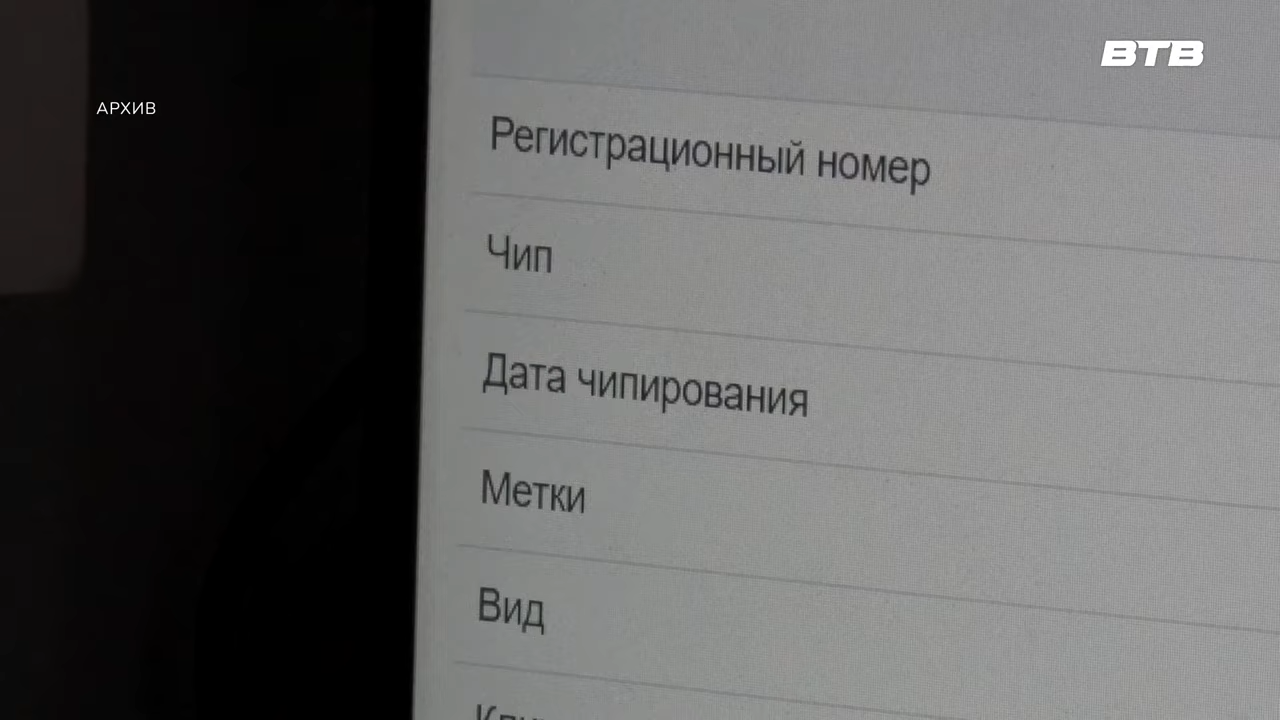 ВТВ
АРХИВ
Регистрационный номер
Чип
Дата чипирования
Метки
Вид